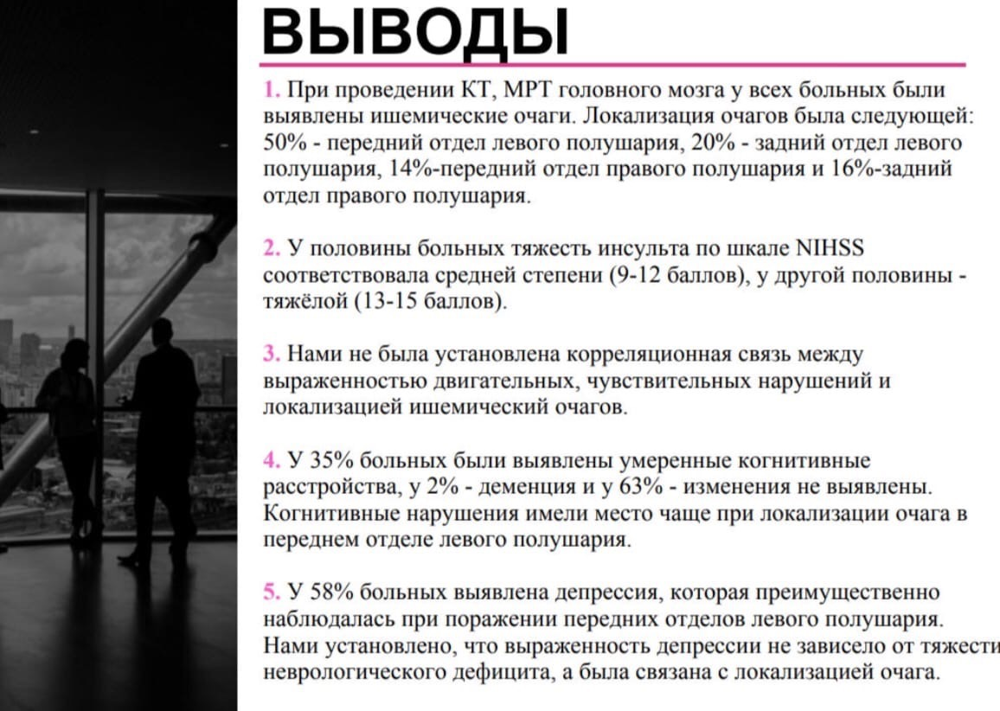 ВЫВОДЫ
1. При проведении КТ, МРТ головного мозга у всех больных были
выявлены ишемические очаги. Локализация очагов была следующей:
50% - передний отдел левого полушария, 20% - задний отдел левого
полушария, 14%-передний отдел правого полушария и 16%-задний
отдел правого полушария.
2. У половины больных тяжесть инсульта по шкале NIHSS
соответствовала средней степени (9-12 баллов), у другой половины -
тяжёлой (13-15 баллов).
3. Нами не была установлена корреляционная связь между
выраженностью двигательных, чувствительных нарушений и
локализацией ишемический очагов.
4. У 35% больных были выявлены умеренные когнитивные
расстройства, у 2% - деменция и у 63% - изменения не выявлены.
Когнитивные нарушения имели место чаще при локализации очага в
переднем отделе левого полушария.
5. У 58% больных выявлена депрессия, которая преимущественно
наблюдалась при поражении передних отделов левого полушария.
Нами установлено, что выраженность депрессии не зависело от тяжести
неврологического дефицита, а была связана с локализацией очага.